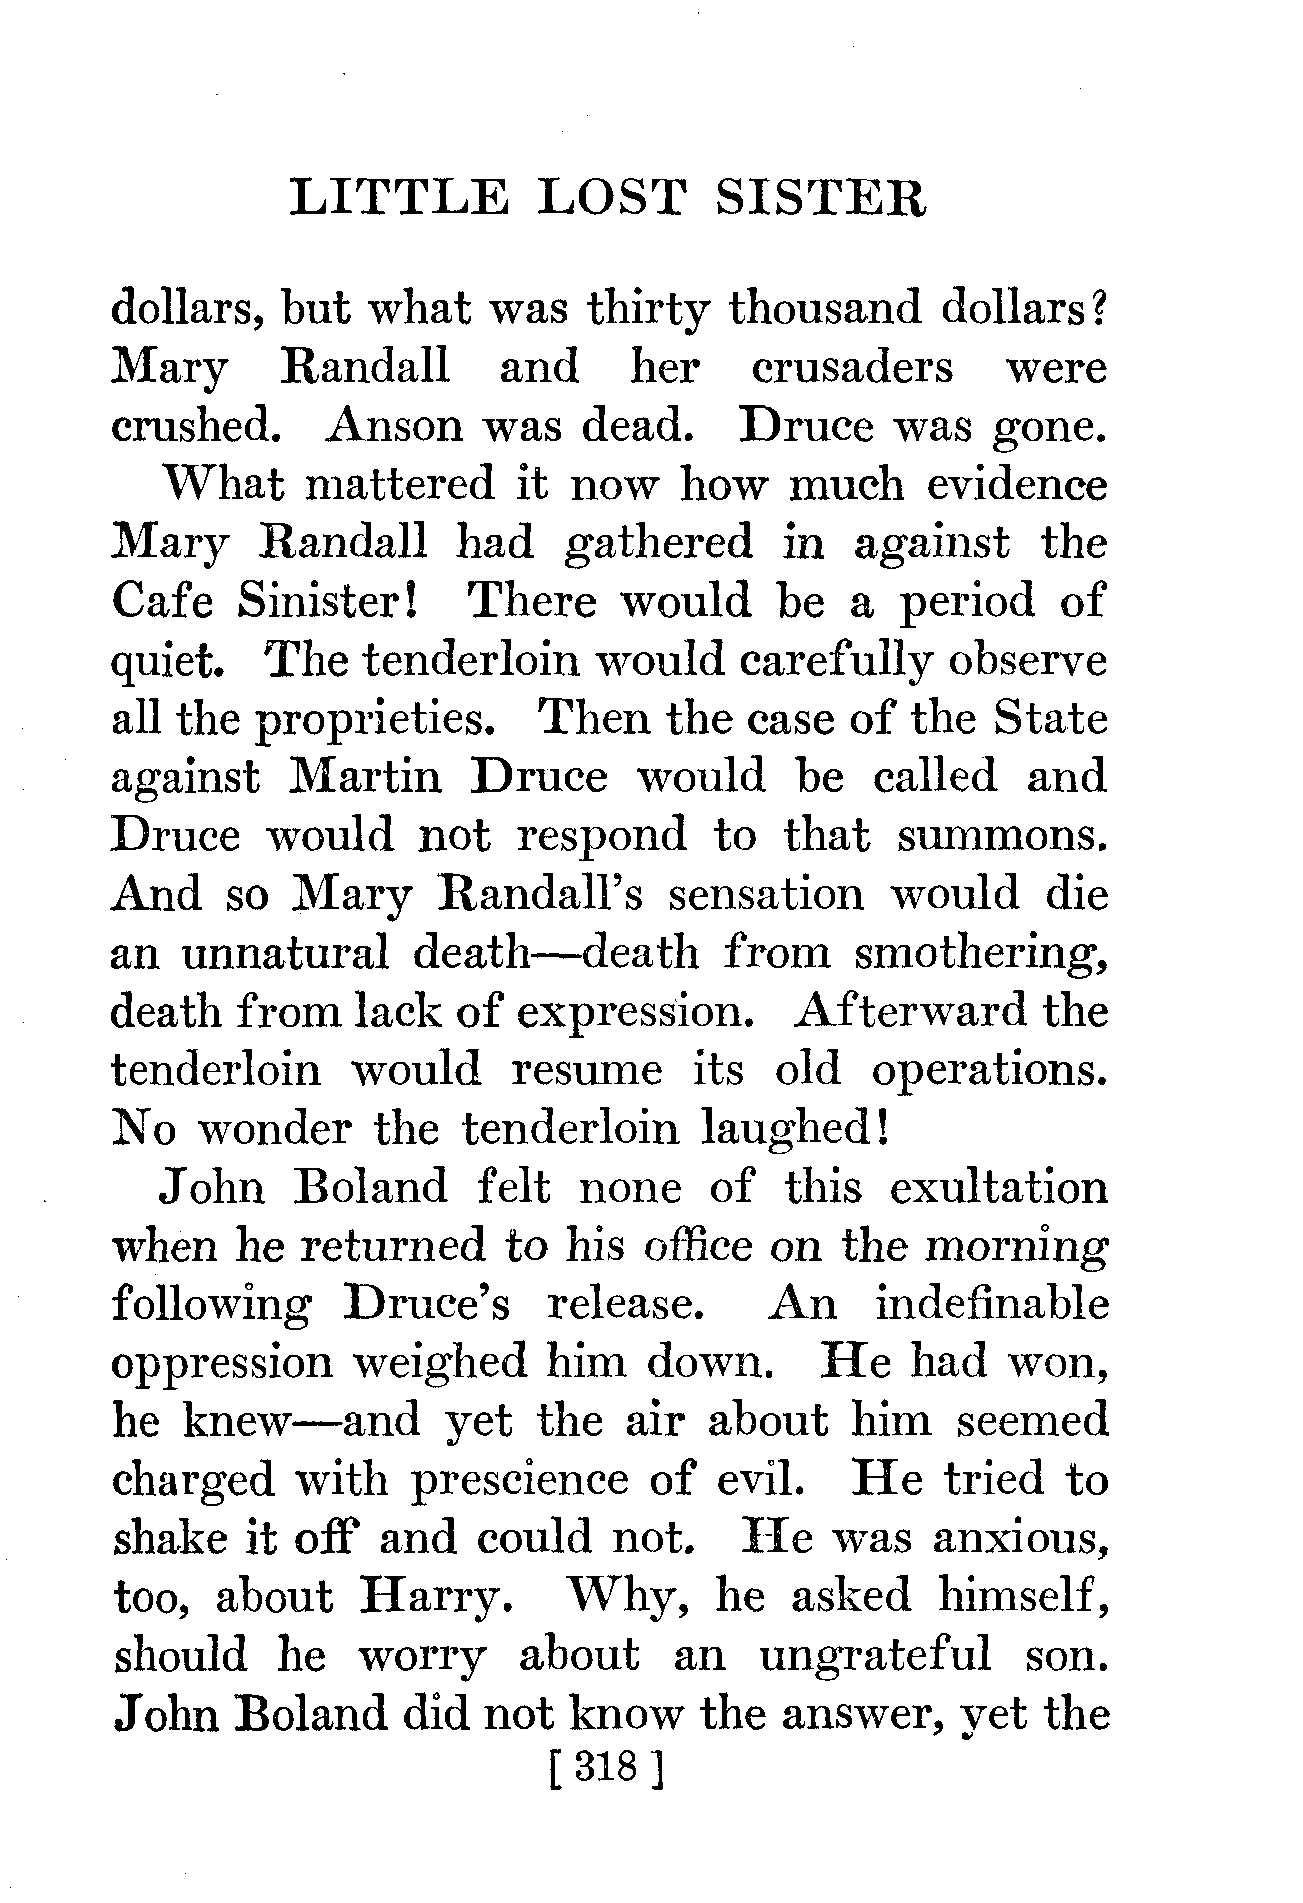 LITTLE LOST SISTER
dollars, but what was thirty thousand dollars?
Mary Randall and her crusaders were
crushed. Anson was dead. Druce was gone.
What mattered it now how much evidence
Mary Randall had gathered in against the
Cafe Sinister! There would be a period of
quiet. The tenderloin would carefully observe
all the proprieties. Then the case of the State
against Martin Druce would be called and
Druce would not respond to that summons.
And so Mary Randall's sensation would die
an unnatural death—death from smothering,
death from lack of expression. Afterward the
tenderloin would resume its old operations.
No wonder the tenderloin laughed!
John Boland felt none of this exultation
when he returned to his office on the morning
following Druce's release. An indefinable
oppression weighed him down. He had won,
he knew—and yet the air about him seemed
charged with prescience of evil. He tried to
shake it off and could not. He was anxious,
too, about Harry. Why, he asked himself,
should he worry about an ungrateful son.
John Boland did not know the answer, yet the
[ 318 ]